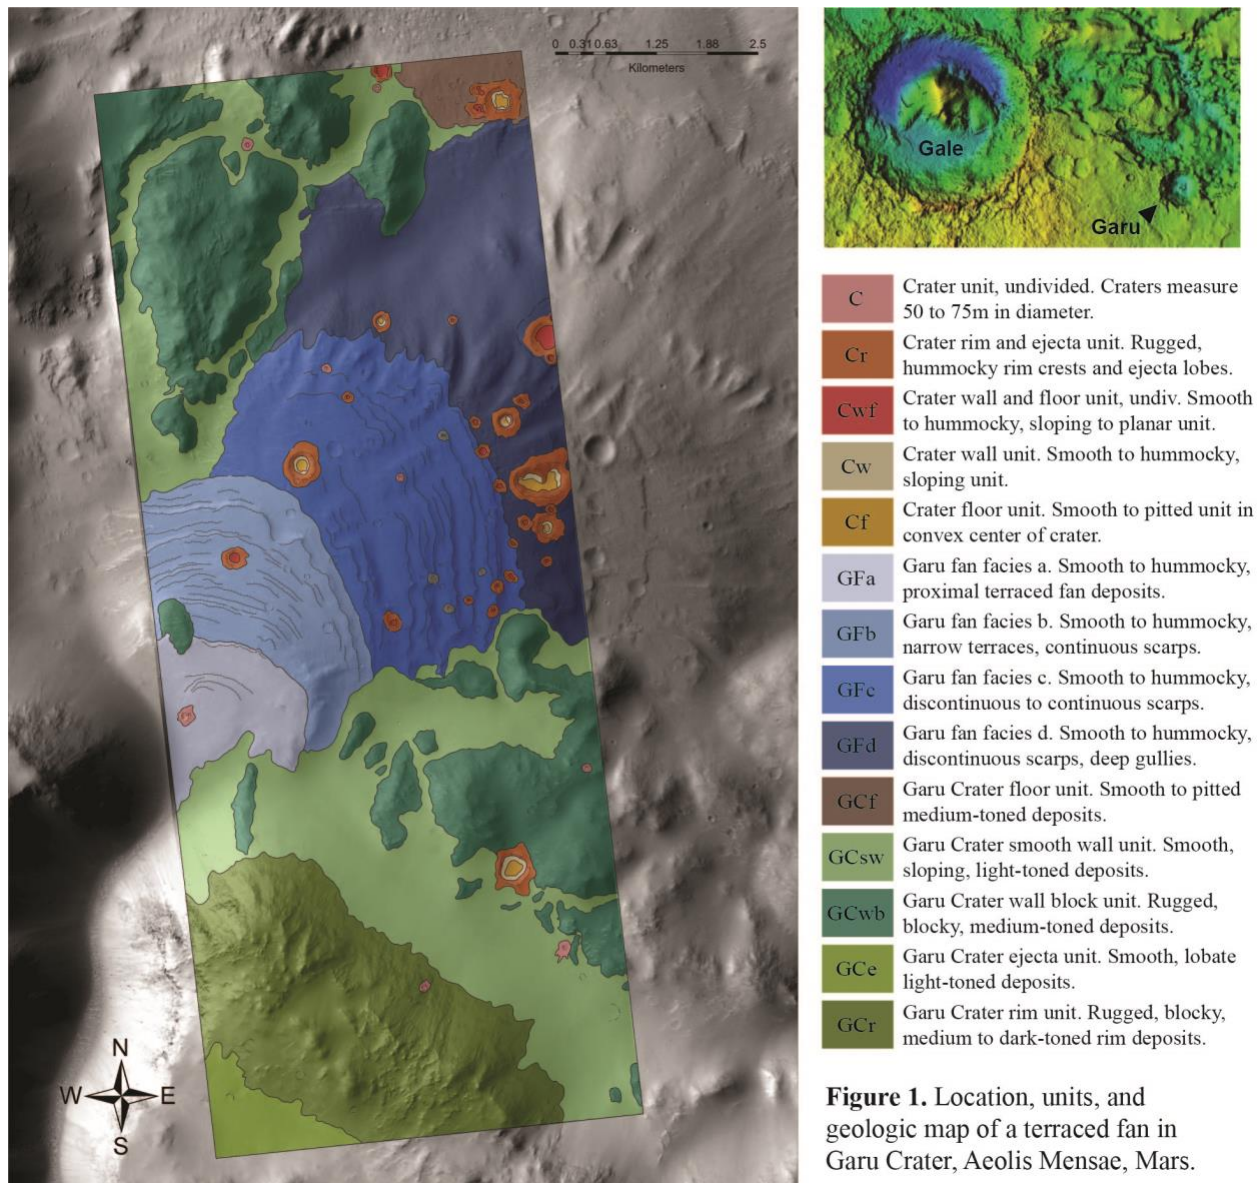 0 0.31 0.63 1.25 1.88 2.5
Kilometers
N
W E
S
Gale
Garu
C
Crater unit, undivided. Craters measure
50 to 75m in diameter.
Cr
Crater rim and ejecta unit. Rugged,
hummocky rim crests and ejecta lobes.
Cwf
Crater wall and floor unit, undiv. Smooth
to hummocky, sloping to planar unit.
Cw
Crater wall unit. Smooth to hummocky,
sloping unit.
Cf
Crater floor unit. Smooth to pitted unit in
convex center of crater.
GFa
Garu fan facies a. Smooth to hummocky,
proximal terraced fan deposits.
GFb
Garu fan facies b. Smooth to hummocky,
narrow terraces, continuous scarps.
GFc
Garu fan facies c. Smooth to hummocky,
discontinuous to continuous scarps.
GFd
Garu fan facies d. Smooth to hummocky,
discontinuous scarps, deep gullies.
GCf
Garu Crater floor unit. Smooth to pitted
medium-toned deposits.
GCsw
Garu Crater smooth wall unit. Smooth,
sloping, light-toned deposits.
GCwb
Garu Crater wall block unit. Rugged,
blocky, medium-toned deposits.
GCe
Garu Crater ejecta unit. Smooth, lobate
light-toned deposits.
GCr
Garu Crater rim unit. Rugged, blocky,
medium to dark-toned rim deposits.
Figure 1. Location, units, and
geologic map of a terraced fan in
Garu Crater, Aeolis Mensae, Mars.